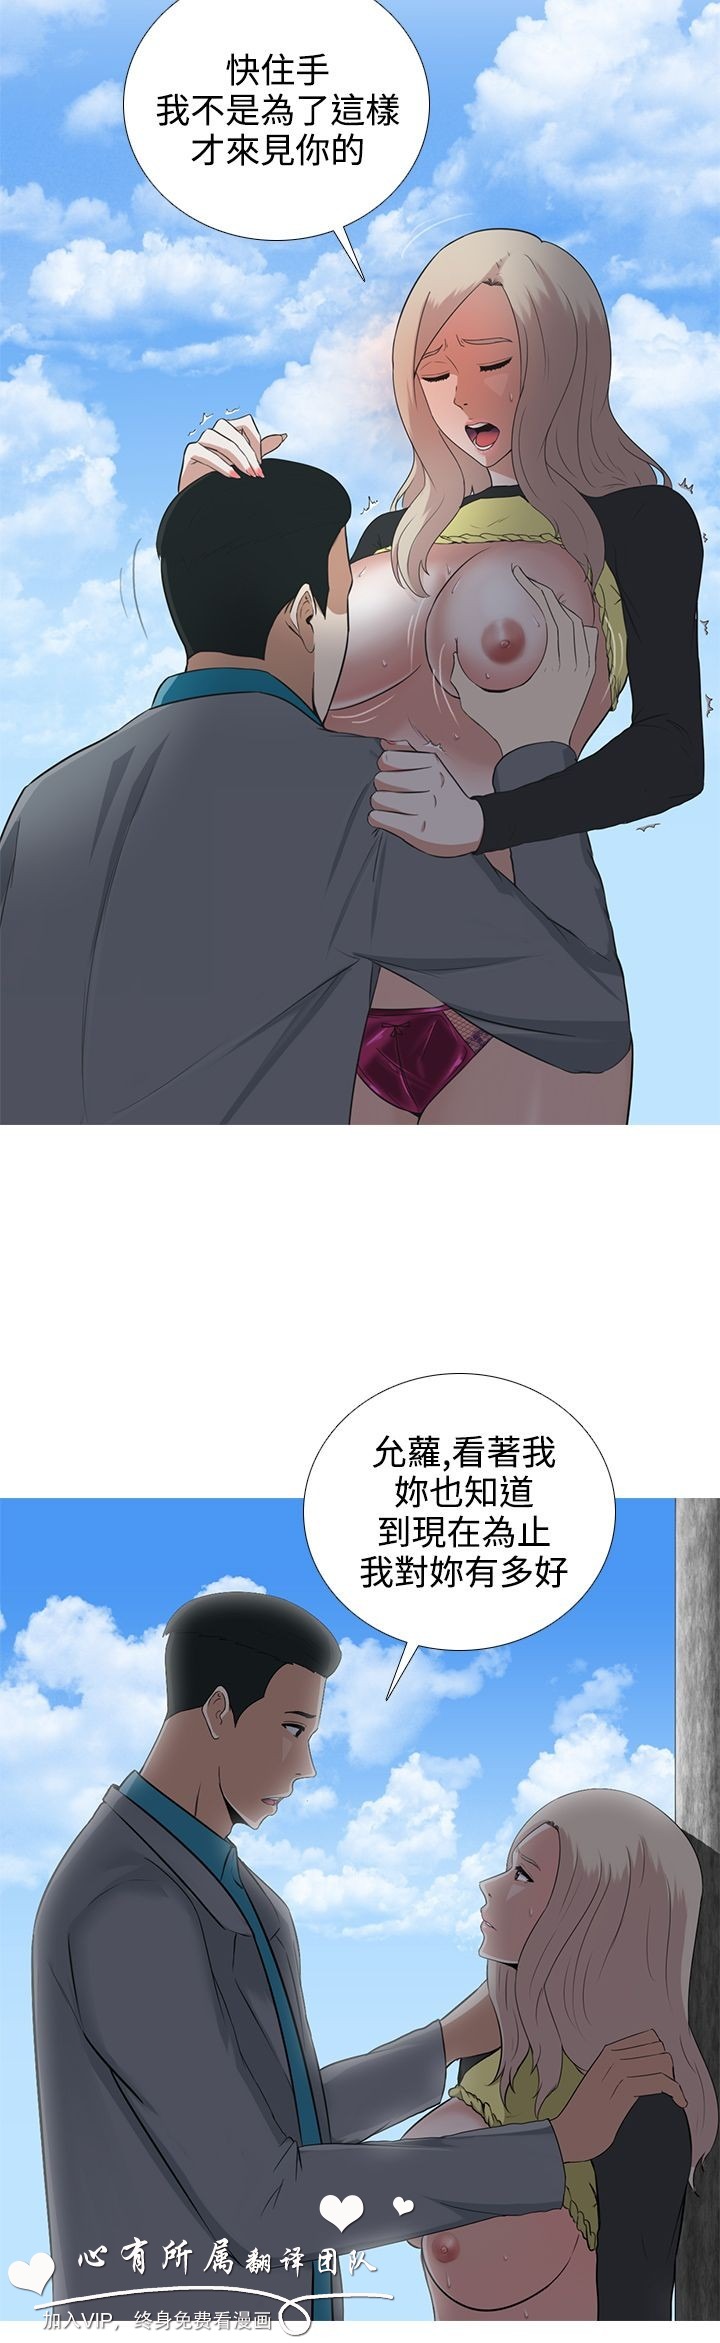 快住手
我不是為了這樣
才來見你的
允蘿,看著我
妳也知道
到現在為止
我對妳有多好
心有所属翻译团队
加入VIP，终身免费看漫画